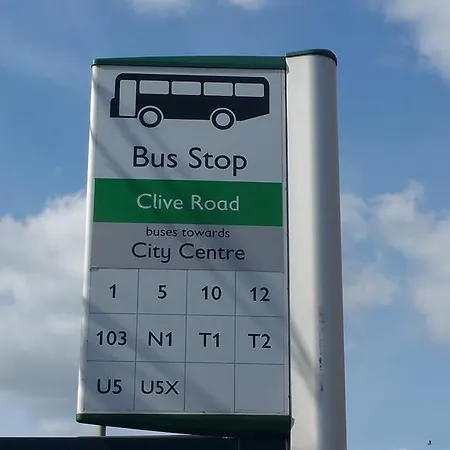 Bus Stop
Clive Road
buses towards
City Centre
1 5 10 12
103 N1 T1 T2
U5 U5X